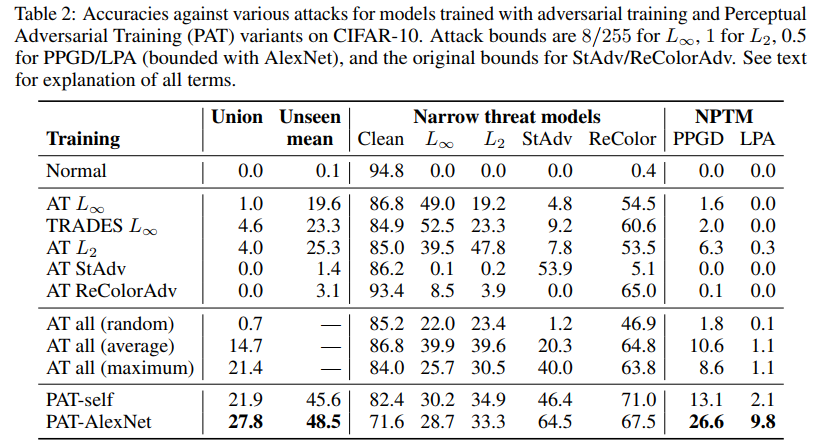 Table 2: Accuracies against various attacks for models trained with adversarial training and Perceptual
Adversarial Training (PAT) variants on CIFAR-10. Attack bounds are 8/255 for L∞, 1 for L2, 0.5
for PPGD/LPA (bounded with AlexNet), and the original bounds for StAdv/ReColorAdv. See text
for explanation of all terms.
Union Unseen Narrow threat models NPTM
Training mean Clean L∞ L2 StAdv ReColor PPGD LPA
Normal 0.0 0.1 94.8 0.0 0.0 0.0 0.4 0.0 0.0
AT L∞ 1.0 19.6 86.8 49.0 19.2 4.8 54.5 1.6 0.0
TRADES L∞ 4.6 23.3 84.9 52.5 23.3 9.2 60.6 2.0 0.0
AT L2 4.0 25.3 85.0 39.5 47.8 7.8 53.5 6.3 0.3
AT StAdv 0.0 1.4 86.2 0.1 0.2 53.9 5.1 0.0 0.0
AT ReColorAdv 0.0 3.1 93.4 8.5 3.9 0.0 65.0 0.1 0.0
AT all (random) 0.7 — 85.2 22.0 23.4 1.2 46.9 1.8 0.1
AT all (average) 14.7 — 86.8 39.9 39.6 20.3 64.8 10.6 1.1
AT all (maximum) 21.4 — 84.0 25.7 30.5 40.0 63.8 8.6 1.1
PAT-self 21.9 45.6 82.4 30.2 34.9 46.4 71.0 13.1 2.1
PAT-AlexNet 27.8 48.5 71.6 28.7 33.3 64.5 67.5 26.6 9.8